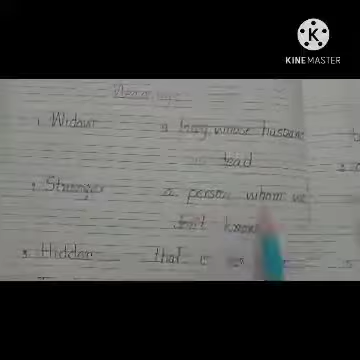 KINEMASTER
Meanings
1. Widow a lady whose husband
is dead
2. Stranger a person whom we
don't know
3. Hidden that is